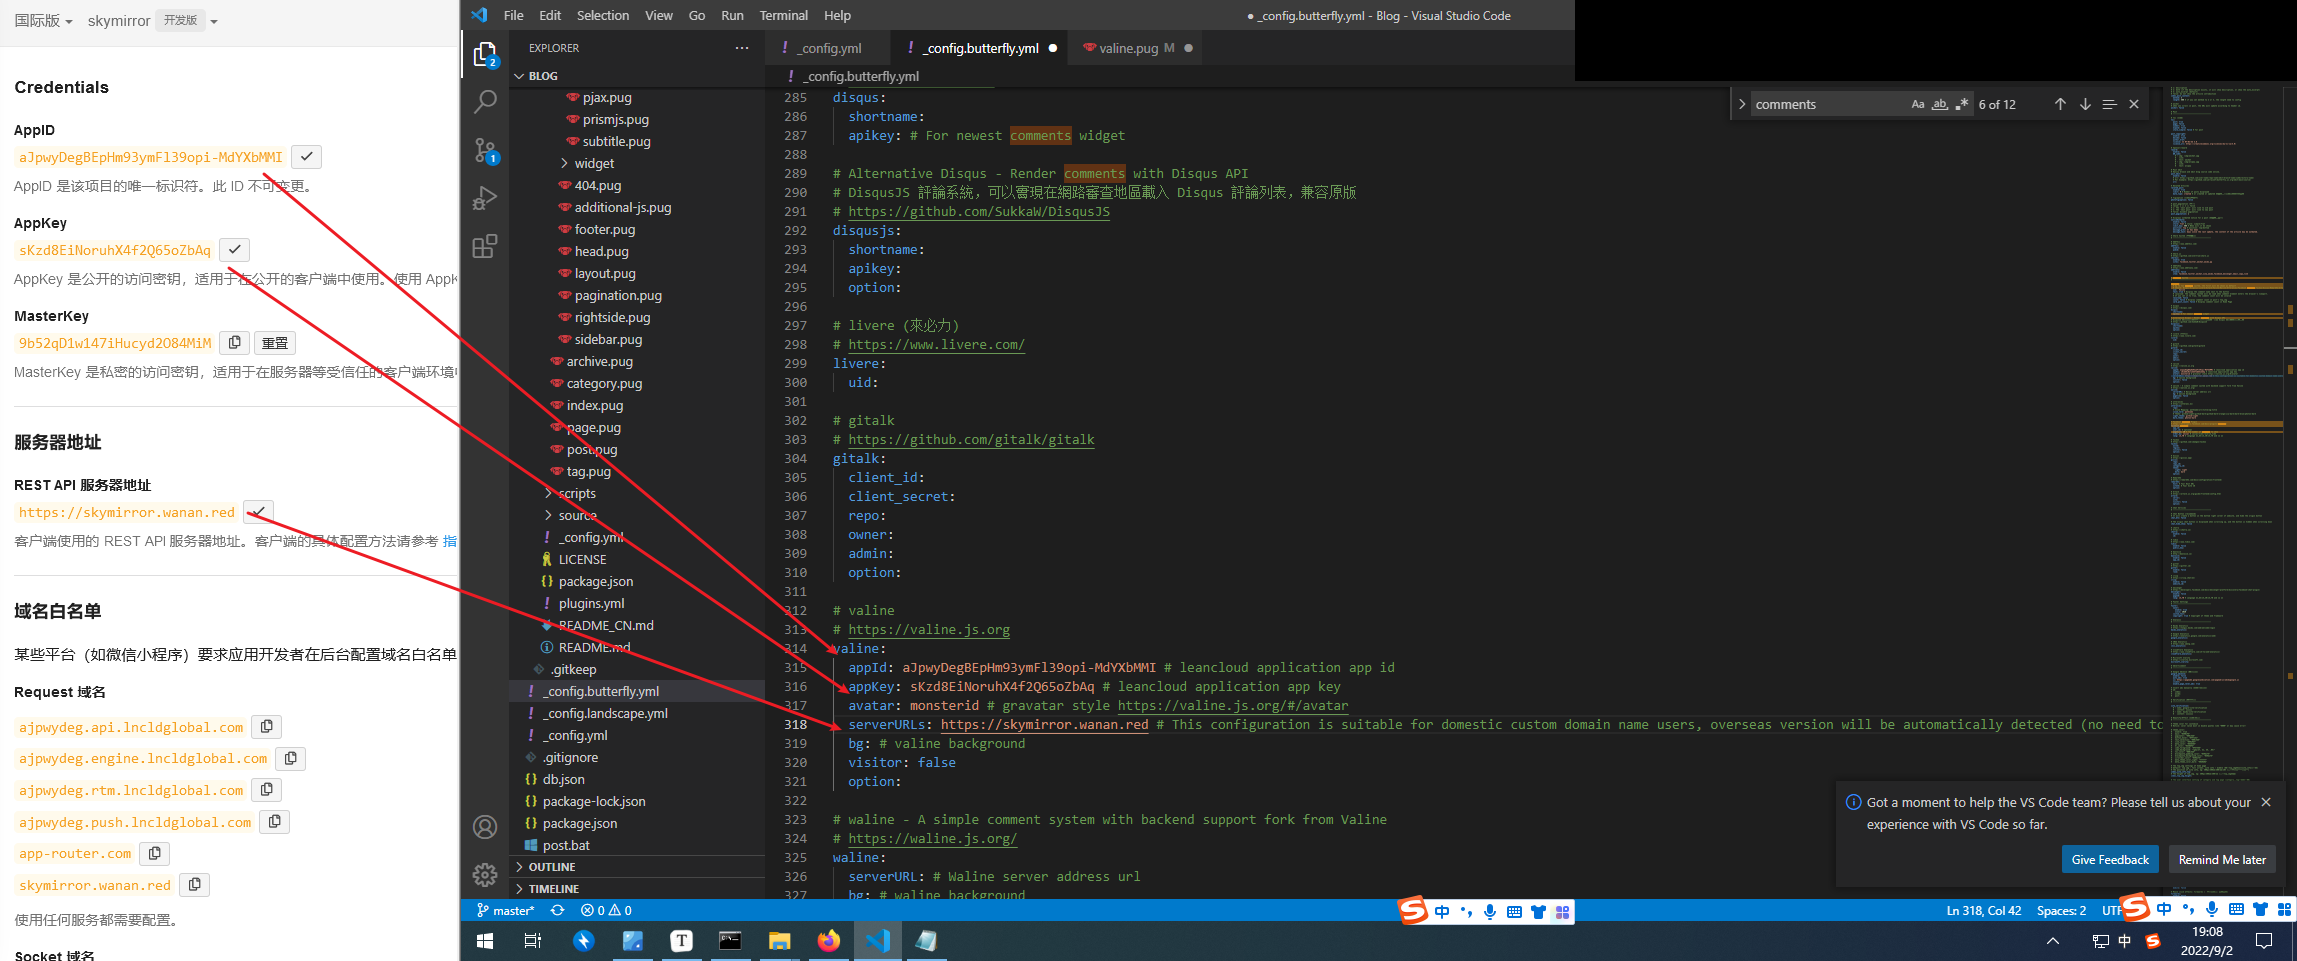 国际版 skymirror 开发版
Credentials
AppID
aJpwyDegBEpHm93ymFl39opi-MdYXbMMI
AppID 是该项目的唯一标识符。此 ID 不可变更。
AppKey
sKzd8EiNoruhX4f2Q65oZbAq
AppKey 是公开的访问密钥，适用于在公开的客户端中使用。使用 AppK
MasterKey
9b52qD1w147iHucyd2O84MiM 重置
MasterKey 是私密的访问密钥，适用于在服务器等受信任的客户端环境
服务器地址
REST API 服务器地址
https://skymirror.wanan.red
客户端使用的 REST API 服务器地址。客户端的具体配置方法请参考 指
域名白名单
某些平台（如微信小程序）要求应用开发者在后台配置域名白名单
Request 域名
ajpwydeg.api.lncldglobal.com
ajpwydeg.engine.lncldglobal.com
ajpwydeg.rtm.lncldglobal.com
ajpwydeg.push.lncldglobal.com
app-router.com
skymirror.wanan.red
使用任何服务都需要配置。
Socket 域名
File Edit Selection View Go Run Terminal Help
● _config.butterfly.yml - Blog - Visual Studio Code
EXPLORER
BLOG
pjax.pug
prismjs.pug
subtitle.pug
widget
404.pug
additional-js.pug
footer.pug
head.pug
layout.pug
pagination.pug
rightside.pug
sidebar.pug
archive.pug
category.pug
index.pug
page.pug
post.pug
tag.pug
scripts
source
_config.yml
LICENSE
package.json
plugins.yml
README_CN.md
README.md
.gitkeep
_config.butterfly.yml
_config.landscape.yml
_config.yml
.gitignore
db.json
package-lock.json
package.json
post.bat
OUTLINE
TIMELINE
2
1
_config.yml _config.butterfly.yml valine.pug M
_config.butterfly.yml
comments Aa ab 6 of 12
285 disqus:
286 shortname:
287 apikey: # For newest comments widget
288
289 # Alternative Disqus - Render comments with Disqus API
290 # DisqusJS 評論系統，可以實現在網路審查地區載入 Disqus 評論列表，兼容原版
291 # https://github.com/SukkaW/DisqusJS
292 disqusjs:
293 shortname:
294 apikey:
295 option:
296
297 # livere (來必力)
298 # https://www.livere.com/
299 livere:
300 uid:
301
302 # gitalk
303 # https://github.com/gitalk/gitalk
304 gitalk:
305 client_id:
306 client_secret:
307 repo:
308 owner:
309 admin:
310 option:
311
312 # valine
313 # https://valine.js.org
314 valine:
315 appId: aJpwyDegBEpHm93ymFl39opi-MdYXbMMI # leancloud application app id
316 appKey: sKzd8EiNoruhX4f2Q65oZbAq # leancloud application app key
317 avatar: monsterid # gravatar style https://valine.js.org/#/avatar
318 serverURLs: https://skymirror.wanan.red # This configuration is suitable for domestic custom domain name users, overseas version will be automatically detected (no need to
319 bg: # valine background
320 visitor: false
321 option:
322
323 # waline - A simple comment system with backend support fork from Valine
324 # https://waline.js.org/
325 waline:
326 serverURL: # Waline server address url
327 bg: # waline background
Got a moment to help the VS Code team? Please tell us about your
experience with VS Code so far.
Give Feedback Remind Me later
master* 0 0
中
Ln 318, Col 42 Spaces: 2 UTF
中
中
19:08
2022/9/2